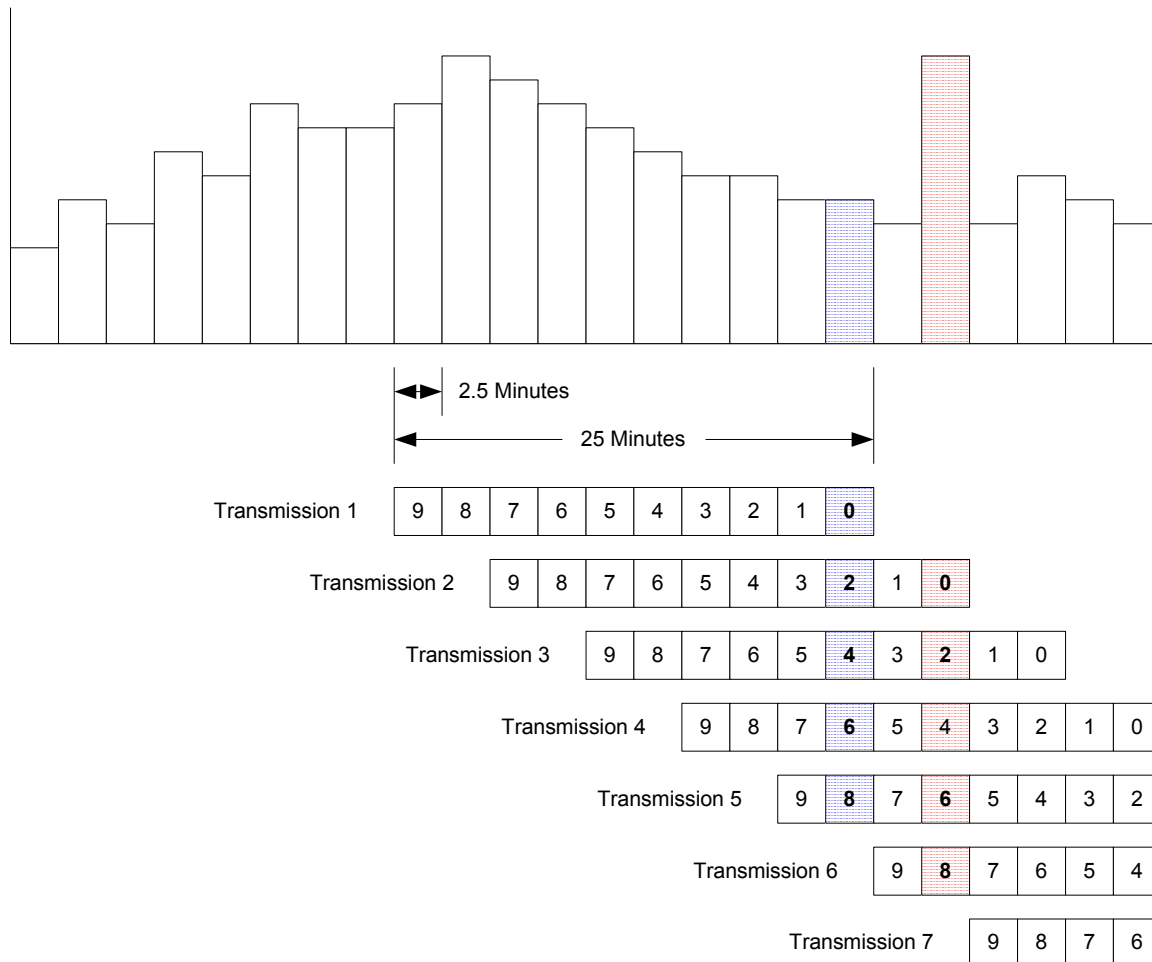 2.5 Minutes
25 Minutes
Transmission 1 9 8 7 6 5 4 3 2 1 0
Transmission 2 9 8 7 6 5 4 3 2 1 0
Transmission 3 9 8 7 6 5 4 3 2 1 0
Transmission 4 9 8 7 6 5 4 3 2 1 0
Transmission 5 9 8 7 6 5 4 3 2
Transmission 6 9 8 7 6 5 4
Transmission 7 9 8 7 6